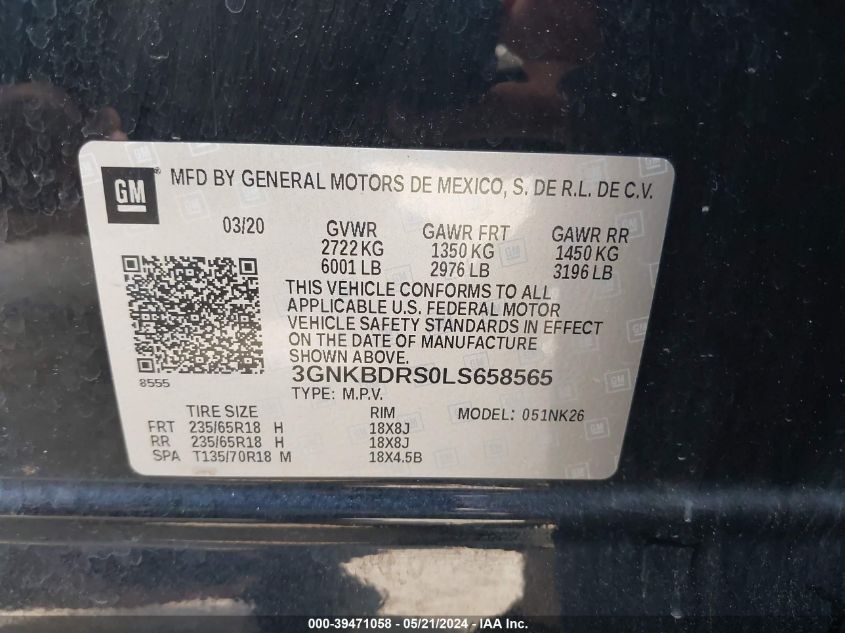 GM
MFD BY GENERAL MOTORS DE MEXICO, S. DE R.L. DE C.V.
03/20 GVWR GAWR FRT GAWR RR
2722 KG 1350 KG 1450 KG
6001 LB 2976 LB 3196 LB
THIS VEHICLE CONFORMS TO ALL
APPLICABLE U.S. FEDERAL MOTOR
VEHICLE SAFETY STANDARDS IN EFFECT
ON THE DATE OF MANUFACTURE
SHOWN ABOVE.
8555 3GNKBDRS0LS658565
TYPE: M.P.V.
TIRE SIZE RIM MODEL: 051NK26
FRT 235/65R18 H 18X8J
RR 235/65R18 H 18X8J
SPA T135/70R18 M 18X4.5B
000-39471058 - 05/21/2024 - IAA Inc.